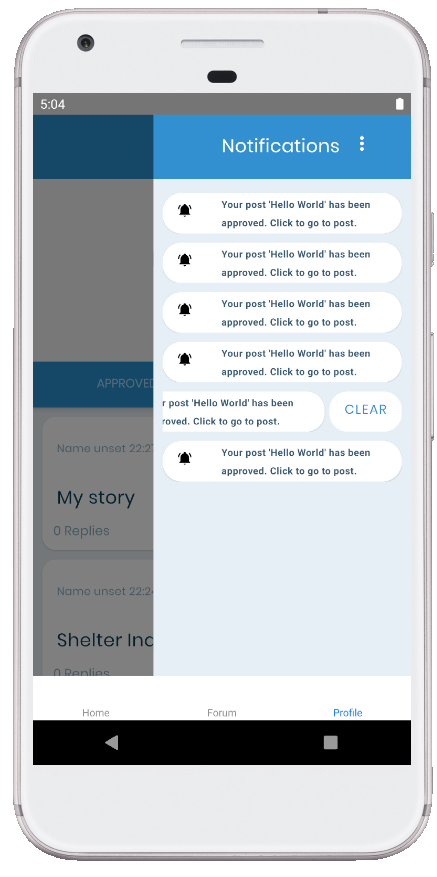 5:04
Notifications
Your post 'Hello World' has been
approved. Click to go to post.
Your post 'Hello World' has been
approved. Click to go to post.
Your post 'Hello World' has been
approved. Click to go to post.
Your post 'Hello World' has been
approved. Click to go to post.
r post 'Hello World' has been
roved. Click to go to post.
CLEAR
Your post 'Hello World' has been
approved. Click to go to post.
APPROVED
Name unset 22:27
My story
0 Replies
Name unset 22:24
Shelter Inc
0 Replies
Home
Forum
Profile